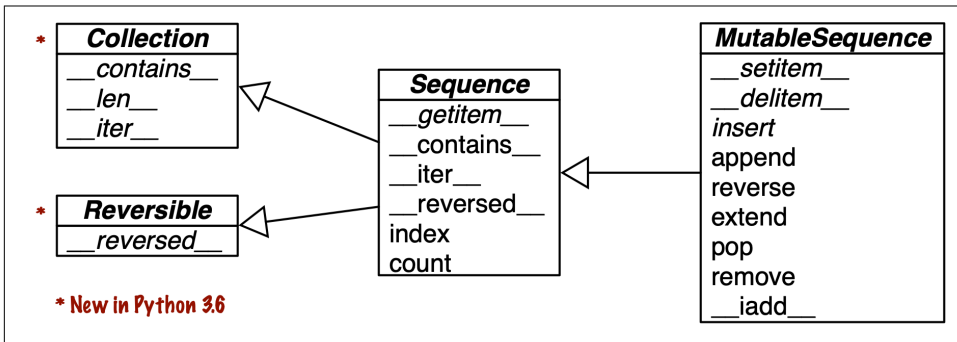 * Collection
__contains__
__len__
__iter__
* Reversible
__reversed__
* New in Python 3.6
Sequence
__getitem__
__contains__
__iter__
__reversed__
index
count
MutableSequence
__setitem__
__delitem__
insert
append
reverse
extend
pop
remove
__iadd__